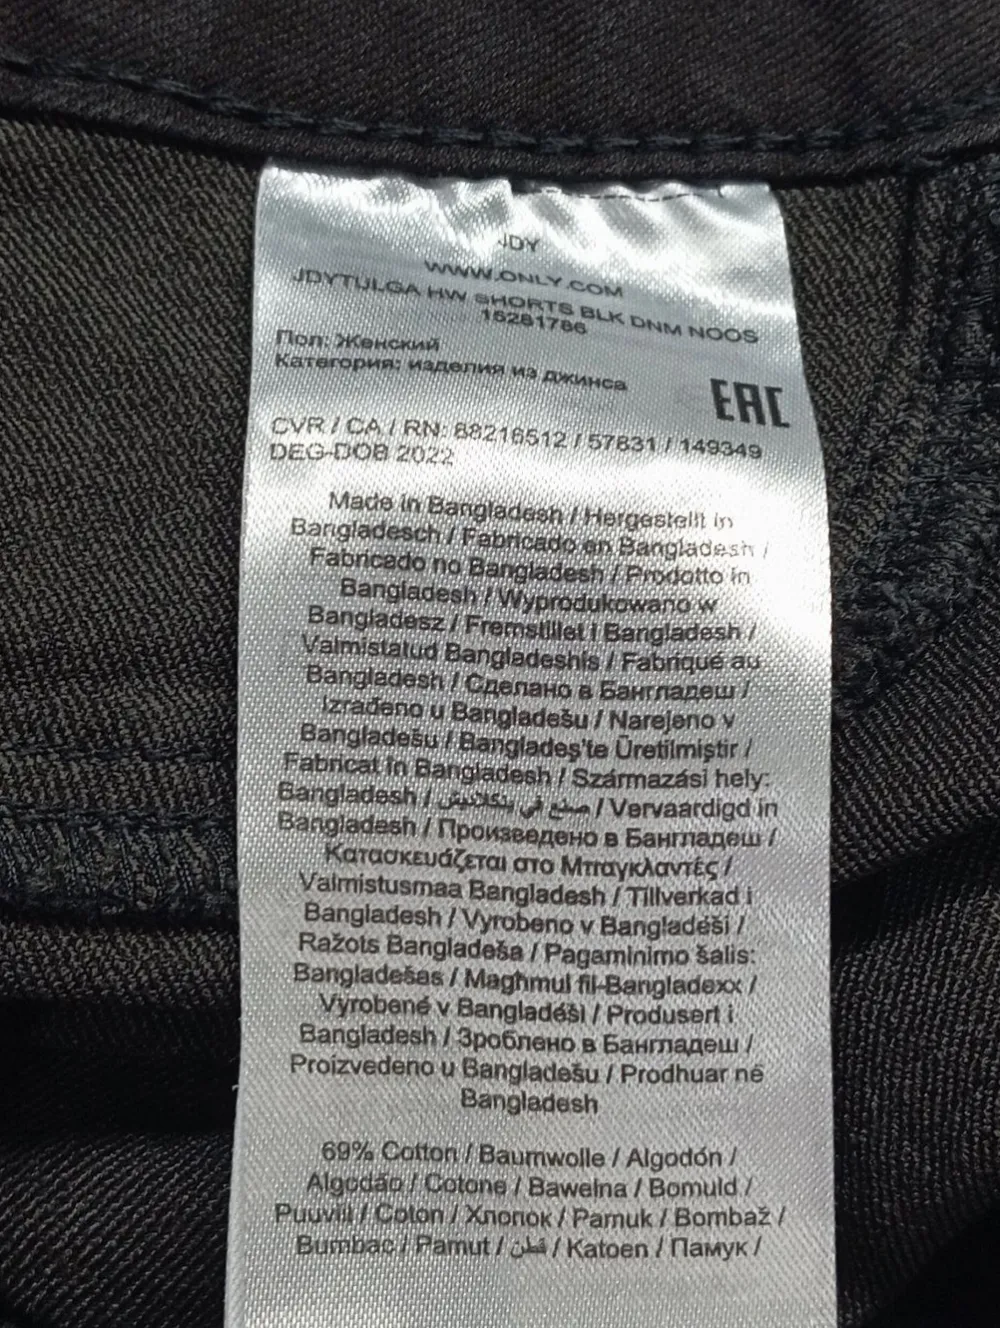 JDY
WWW.ONLY.COM
JDYTULGA HW SHORTS BLK DNM NOOS
16281786
Пол: Женский
Категория: изделия из джинса
EAC
CVR / CA / RN: 88216512 / 57831 / 149349
DEG-DOB 2022
Made in Bangladesh / Hergestellt in
Bangladesch / Fabricado en Bangladesh /
Fabricado no Bangladesh / Prodotto in
Bangladesh / Wyprodukowano w
Bangladesz / Fremstillet i Bangladesh /
Valmistatud Bangladeshis / Fabriqué au
Bangladesh / Сделано в Бангладеш /
Izrađeno u Bangladešu / Narejeno v
Bangladešu / Bangladeş'te Üretilmiştir /
Fabricat în Bangladesh / Származási hely:
Bangladesh / صنع في بنكلاديش / Vervaardigd in
Bangladesh / Произведено в Бангладеш /
Κατασκευάζεται στο Μπαγκλαντές /
Valmistusmaa Bangladesh / Tillverkad i
Bangladesh / Vyrobeno v Bangladéši /
Ražots Bangladeša / Pagaminimo šalis:
Bangladešas / Magħmul fil-Bangladexx /
Vyrobené v Bangladéši / Produsert i
Bangladesh / Зроблено в Бангладеш /
Proizvedeno u Bangladešu / Prodhuar në
Bangladesh
69% Cotton / Baumwolle / Algodón /
Algodão / Cotone / Bawełna / Bomuld /
Puuvill / Coton / Хлопок / Pamuk / Bombaž /
Bumbac / Pamut / قطن / Katoen / Памук /